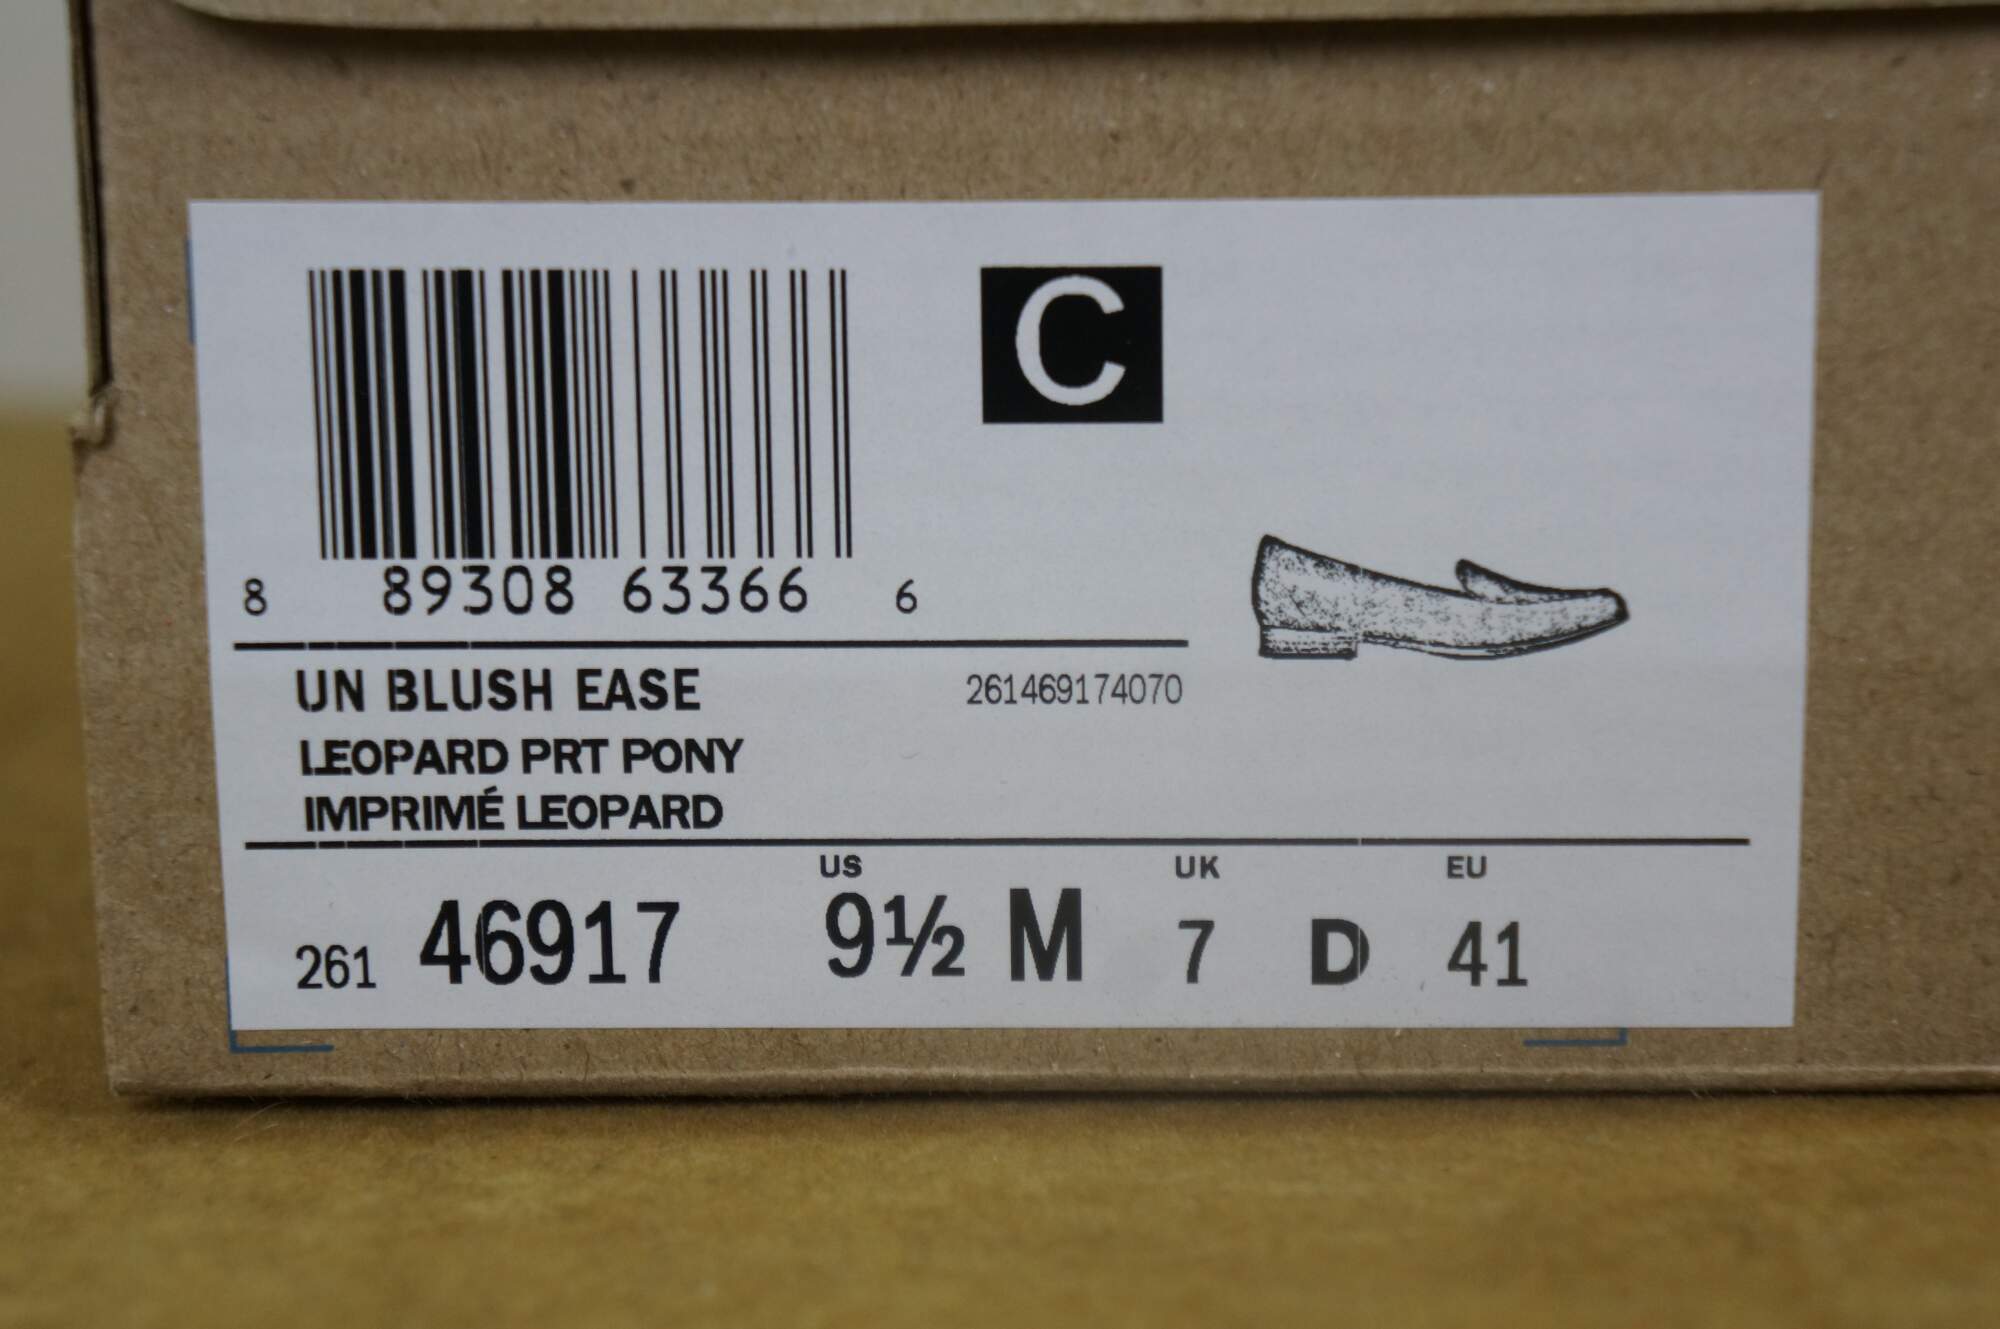 C
8 89308 63366 6
UN BLUSH EASE 261469174070
LEOPARD PRT PONY
IMPRIMÉ LEOPARD
US UK EU
261 46917 9½ M 7 D 41